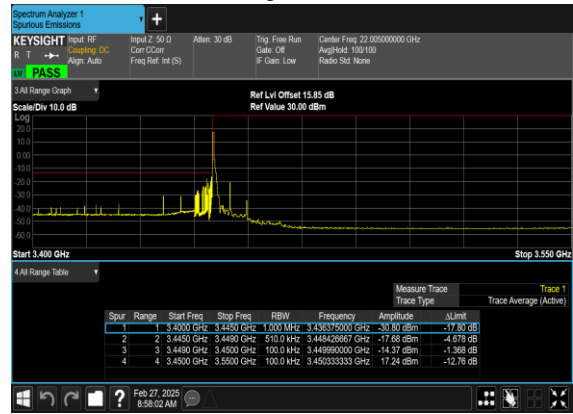 Spectrum Analyzer 1
Spurious Emissions
+
KEYSIGHT Input: RF Input Z: 50 Ω Atten: 30 dB Trig: Free Run Center Freq: 22.005000000 GHz
R T Coupling: DC Corr CCorr Gate: Off Avg|Hold: 100/100
Align: Auto Freq Ref: Int (S) IF Gain: Low Radio Std: None
PASS
3 All Range Graph Ref Lvl Offset 15.85 dB
Scale/Div 10.0 dB Ref Value 30.00 dBm
Log
20.0
10.0
0.00
-10.0
-20.0
-30.0
-40.0
-50.0
-60.0
Start 3.400 GHz Stop 3.550 GHz
4 All Range Table
Measure Trace Trace 1
Trace Type Trace Average (Active)
Spur Range Start Freq Stop Freq RBW Frequency Amplitude ΔLimit
1 1 3.4000 GHz 3.4450 GHz 1.000 MHz 3.436375000 GHz -30.80 dBm -17.80 dB
2 2 3.4450 GHz 3.4490 GHz 510.0 kHz 3.448426667 GHz -17.68 dBm -4.678 dB
3 3 3.4490 GHz 3.4500 GHz 100.0 kHz 3.449990000 GHz -14.37 dBm -1.368 dB
4 4 3.4500 GHz 3.5500 GHz 100.0 kHz 3.450333333 GHz 17.24 dBm -12.76 dB
? Feb 27, 2025
8:58:02 AM